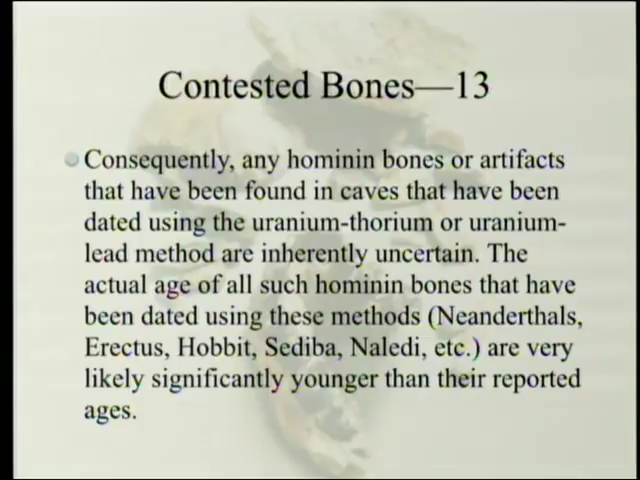 Contested Bones—13
Consequently, any hominin bones or artifacts
that have been found in caves that have been
dated using the uranium-thorium or uranium-
lead method are inherently uncertain. The
actual age of all such hominin bones that have
been dated using these methods (Neanderthals,
Erectus, Hobbit, Sediba, Naledi, etc.) are very
likely significantly younger than their reported
ages.